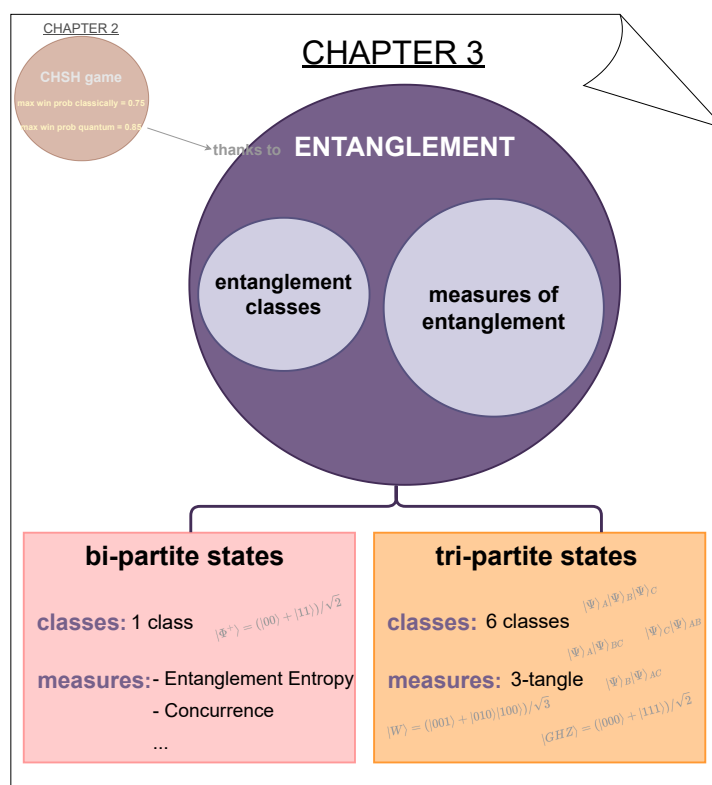 CHAPTER 2
CHSH game
max win prob classically = 0.75
max win prob quantum = 0.85
CHAPTER 3
thanks to ENTANGLEMENT
entanglement
classes
measures of
entanglement
bi-partite states
classes: 1 class |Φ⁺⟩ = (|00⟩ + |11⟩)/√2
measures: - Entanglement Entropy
- Concurrence
...
tri-partite states
|Ψ⟩_A|Ψ⟩_B|Ψ⟩_C
classes: 6 classes
|Ψ⟩_C|Ψ⟩_AB
|Ψ⟩_A|Ψ⟩_BC
measures: 3-tangle |Ψ⟩_B|Ψ⟩_AC
|W⟩ = (|001⟩ + |010⟩|100⟩)/√3
|GHZ⟩ = (|000⟩ + |111⟩)/√2